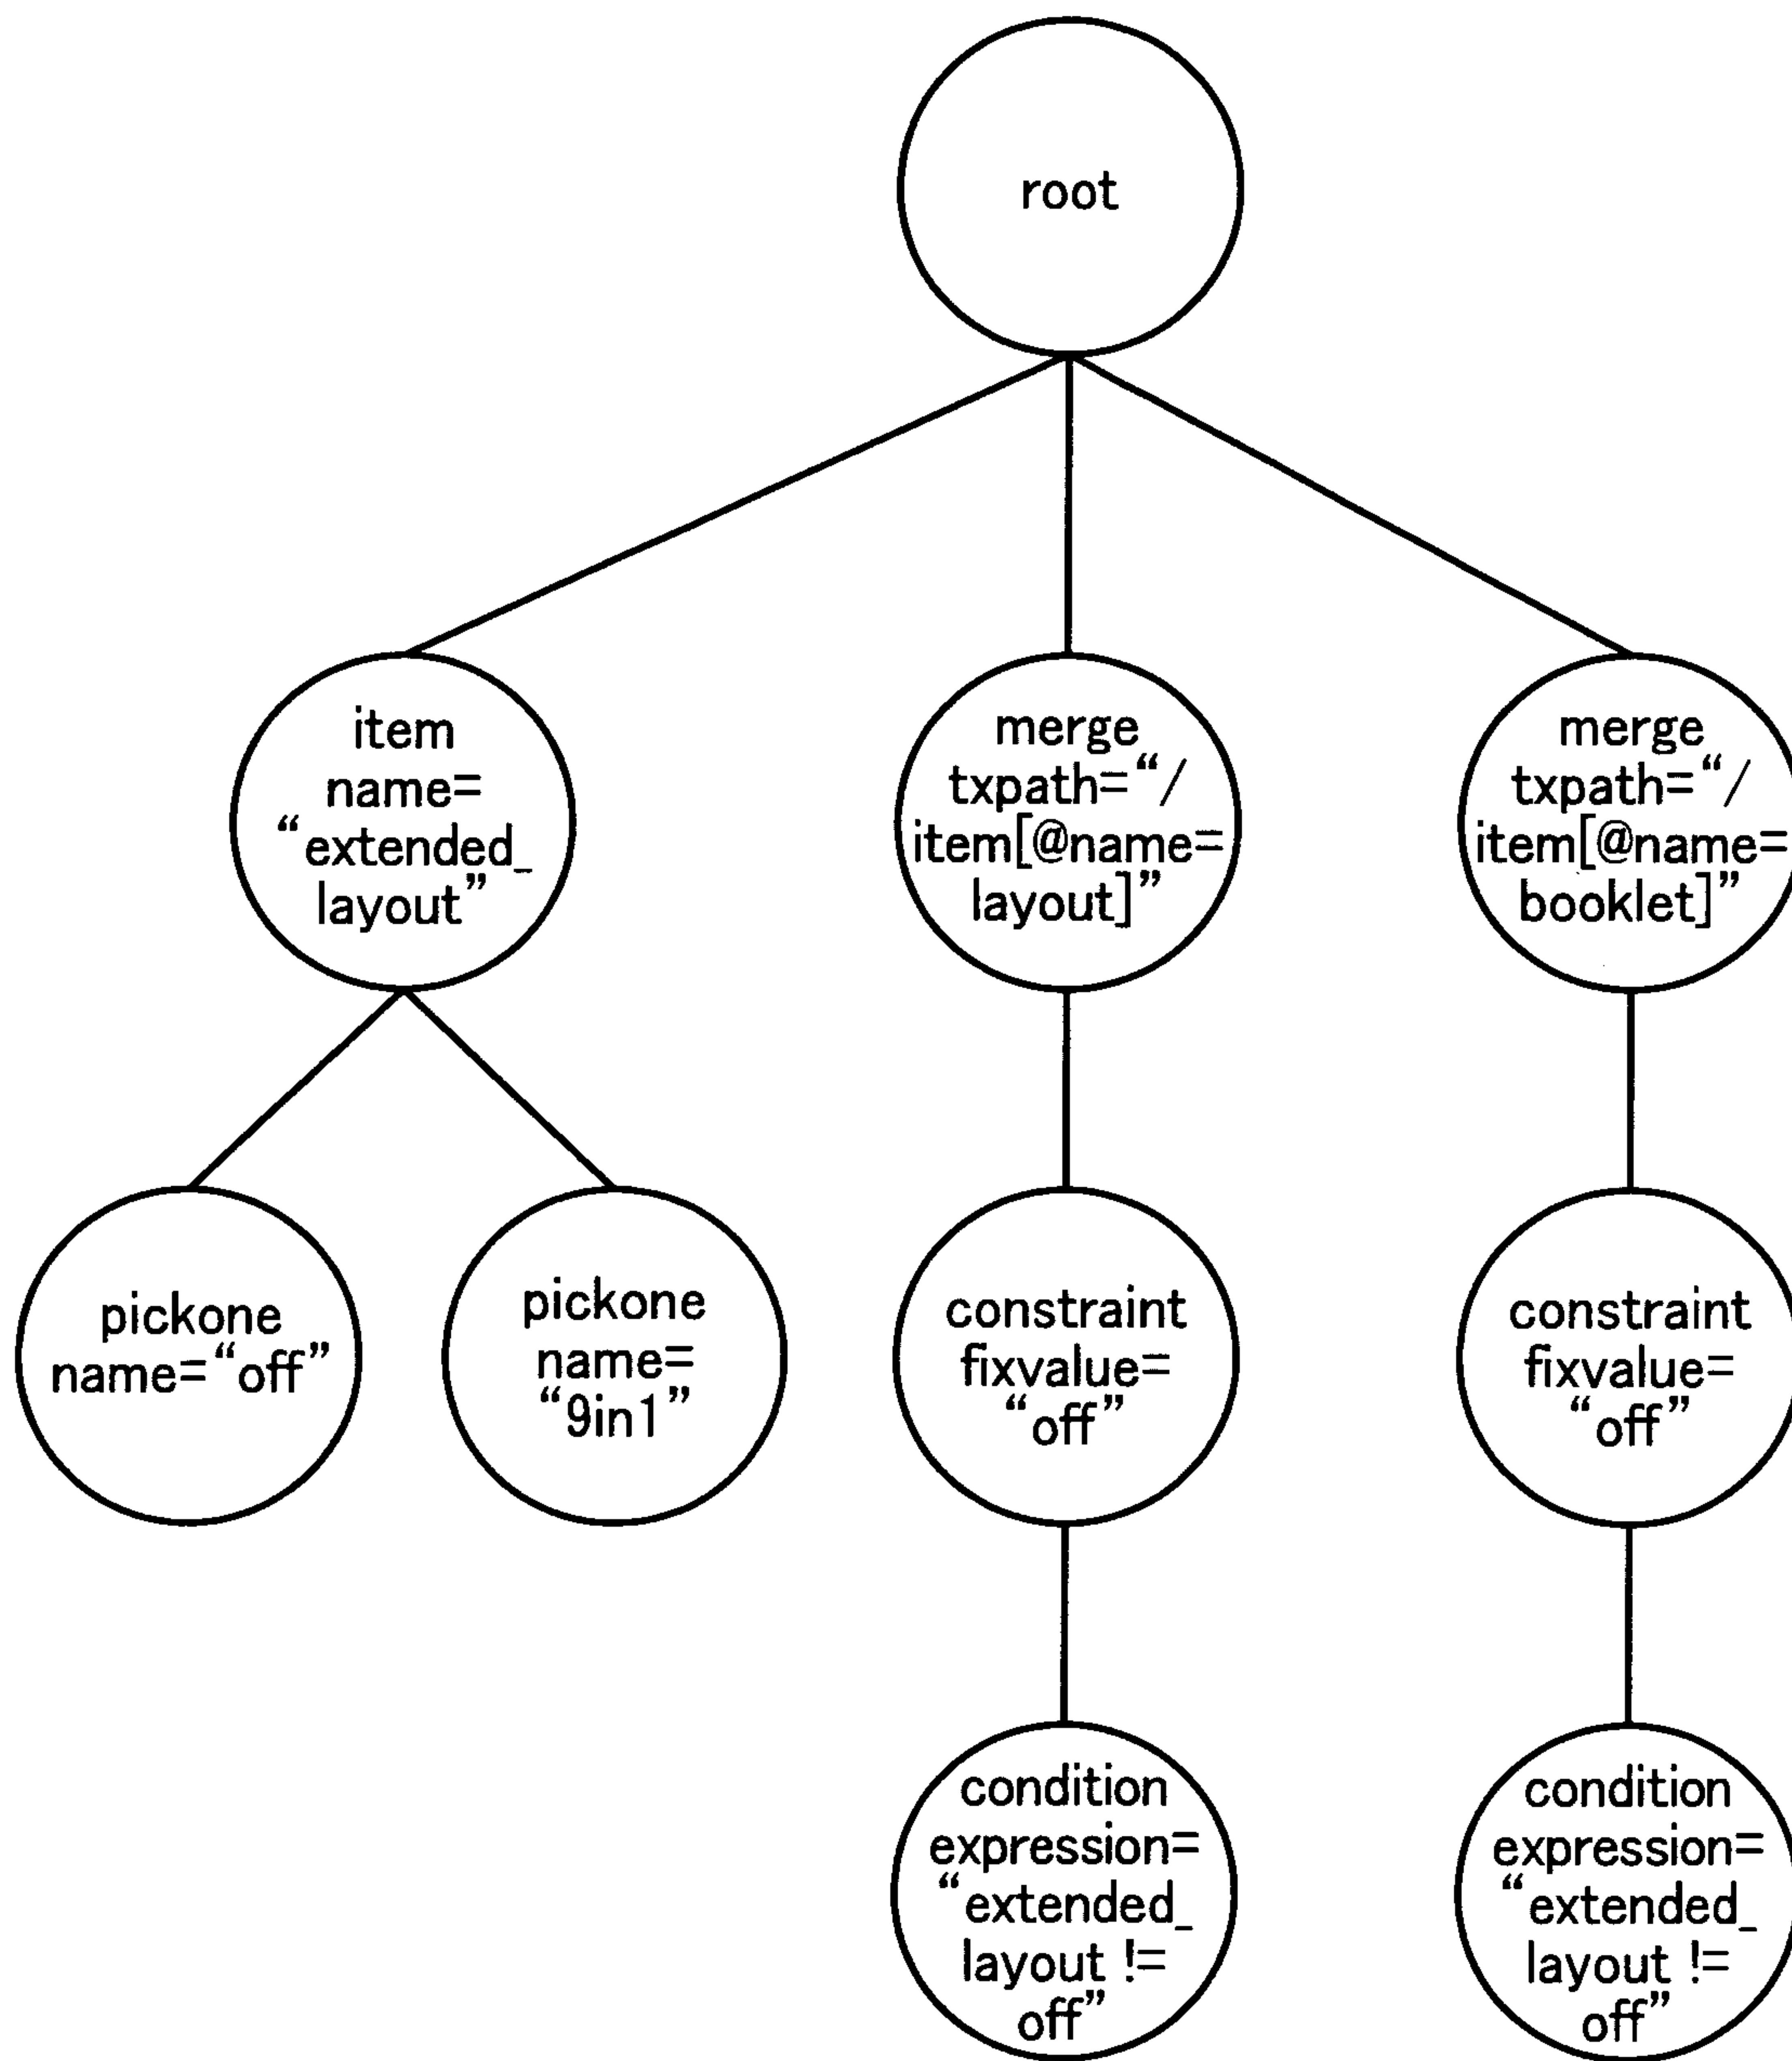 root
item
name=
“extended_
layout”
merge
txpath=“/
item[@name=
layout]”
merge
txpath=“/
item[@name=
booklet]”
pickone
name=“off”
pickone
name=
“9in1”
constraint
fixvalue=
“off”
constraint
fixvalue=
“off”
condition
expression=
“extended_
layout !=
off”
condition
expression=
“extended_
layout !=
off”